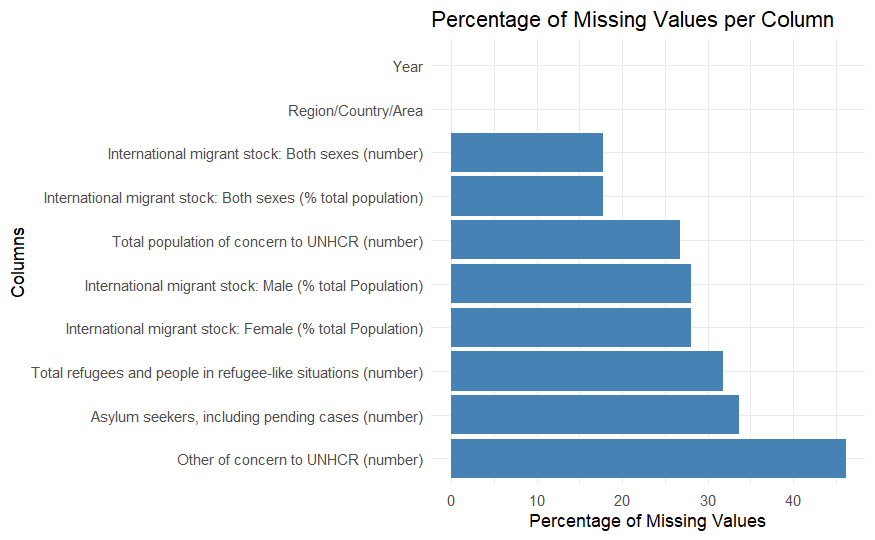 Percentage of Missing Values per Column
Columns
Year
Region/Country/Area
International migrant stock: Both sexes (number)
International migrant stock: Both sexes (% total population)
Total population of concern to UNHCR (number)
International migrant stock: Male (% total Population)
International migrant stock: Female (% total Population)
Total refugees and people in refugee-like situations (number)
Asylum seekers, including pending cases (number)
Other of concern to UNHCR (number)
0 10 20 30 40
Percentage of Missing Values